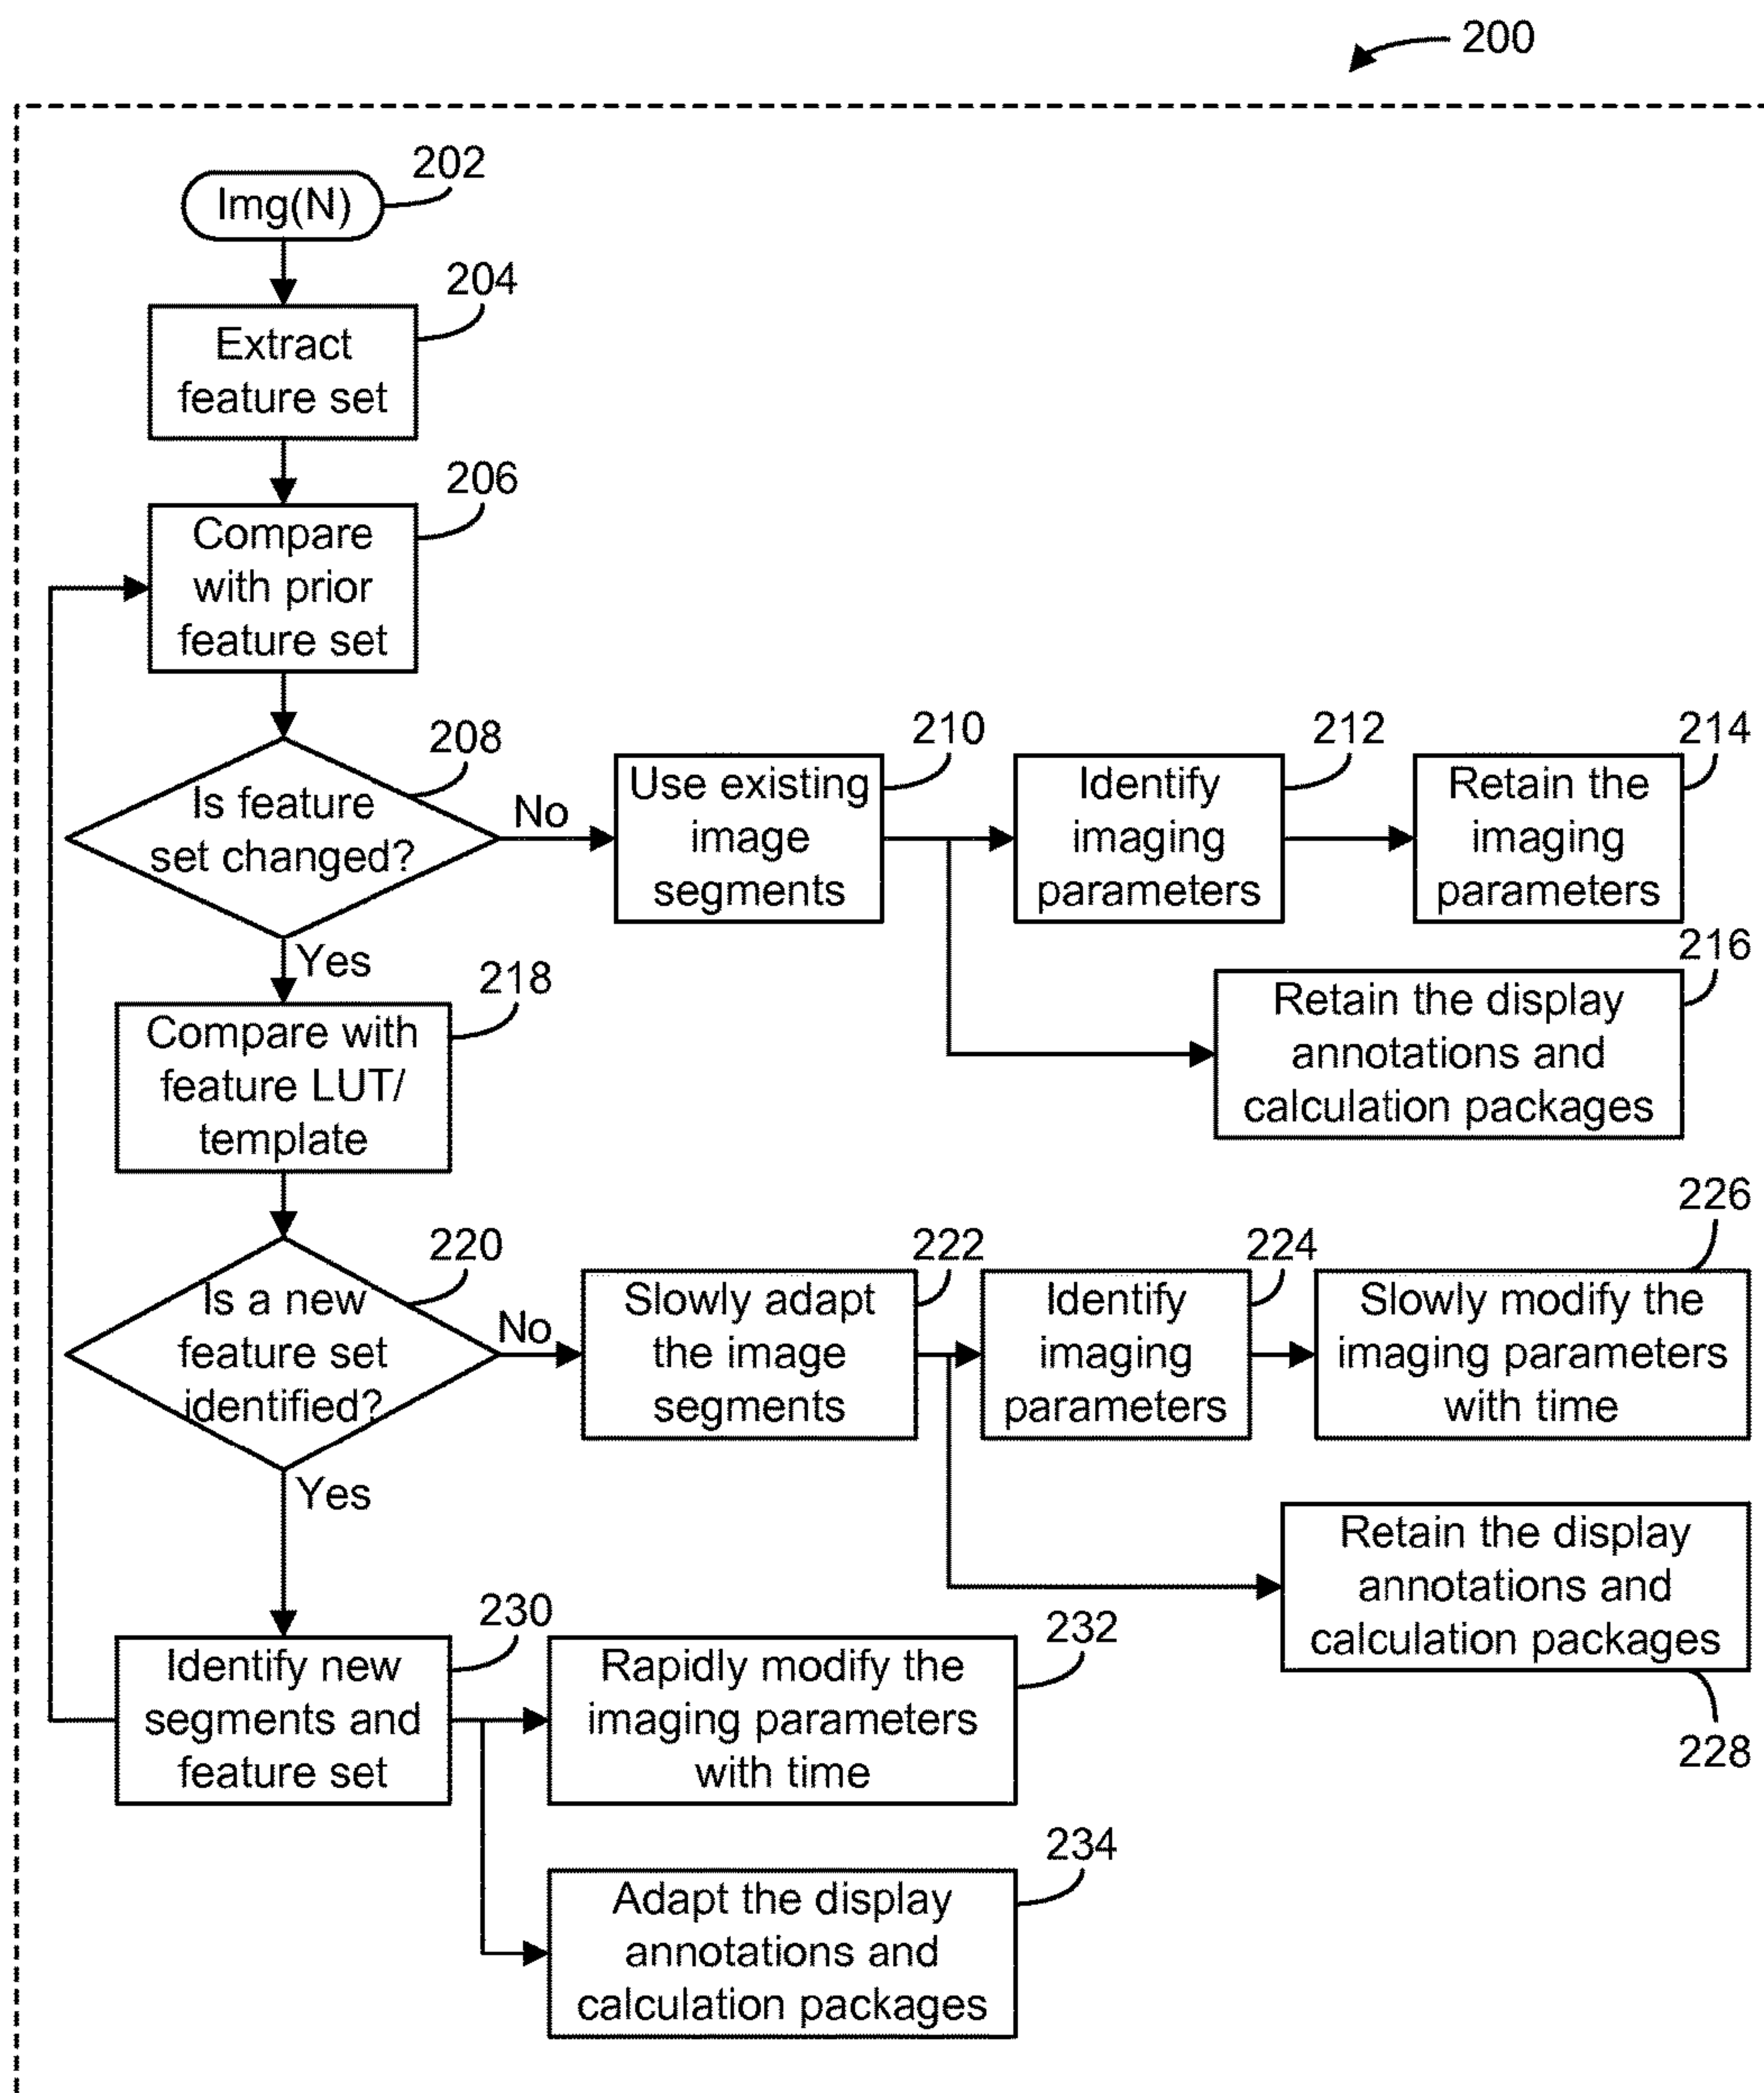 200
202
Img(N)
204
Extract
feature set
206
Compare
with prior
feature set
208
Is feature
set changed?
No
Yes
210
Use existing
image
segments
212
Identify
imaging
parameters
214
Retain the
imaging
parameters
216
Retain the display
annotations and
calculation packages
218
Compare with
feature LUT/
template
220
Is a new
feature set
identified?
No
Yes
222
Slowly adapt
the image
segments
224
Identify
imaging
parameters
226
Slowly modify the
imaging parameters
with time
Retain the display
annotations and
calculation packages
228
230
Identify new
segments and
feature set
232
Rapidly modify the
imaging parameters
with time
234
Adapt the display
annotations and
calculation packages